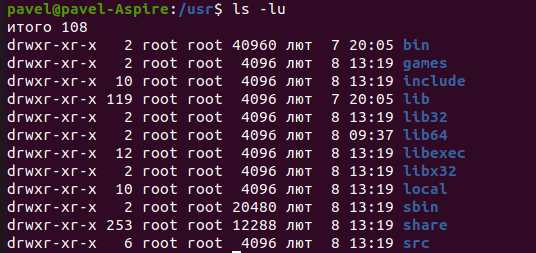 pavel@pavel-Aspire:/usr$ ls -lu
итого 108
drwxr-xr-x   2 root root 40960 лют  7 20:05 bin
drwxr-xr-x   2 root root  4096 лют  8 13:19 games
drwxr-xr-x  10 root root  4096 лют  8 13:19 include
drwxr-xr-x 119 root root  4096 лют  7 20:05 lib
drwxr-xr-x   2 root root  4096 лют  8 13:19 lib32
drwxr-xr-x   2 root root  4096 лют  8 09:37 lib64
drwxr-xr-x  12 root root  4096 лют  8 13:19 libexec
drwxr-xr-x   2 root root  4096 лют  8 13:19 libx32
drwxr-xr-x  10 root root  4096 лют  8 13:19 local
drwxr-xr-x   2 root root 20480 лют  8 13:19 sbin
drwxr-xr-x 253 root root 12288 лют  8 13:19 share
drwxr-xr-x   6 root root  4096 лют  8 13:19 src